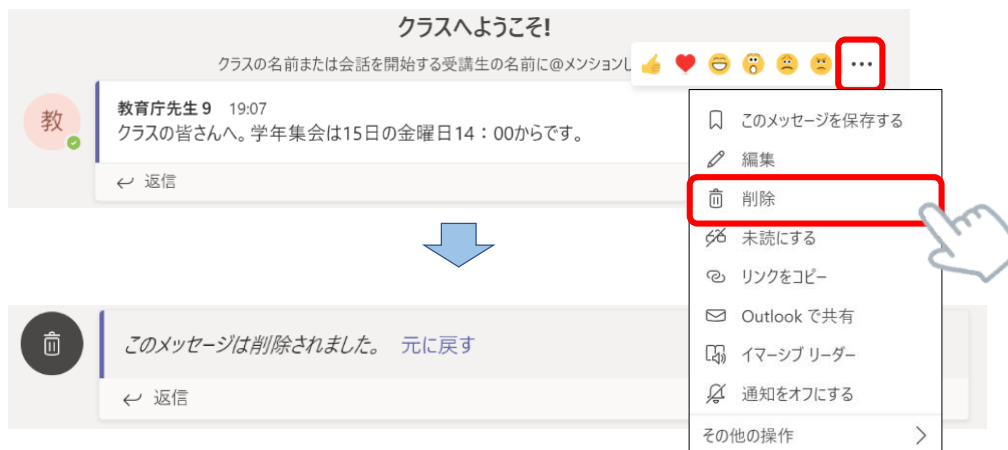 クラスへようこそ!
クラスの名前または会話を開始する受講生の名前に@メンションし
教
教育庁先生９ 19:07
クラスの皆さんへ。学年集会は15日の金曜日14：00からです。
返信
このメッセージを保存する
編集
削除
未読にする
リンクをコピー
Outlook で共有
イマーシブ リーダー
通知をオフにする
その他の操作
このメッセージは削除されました。 元に戻す
返信